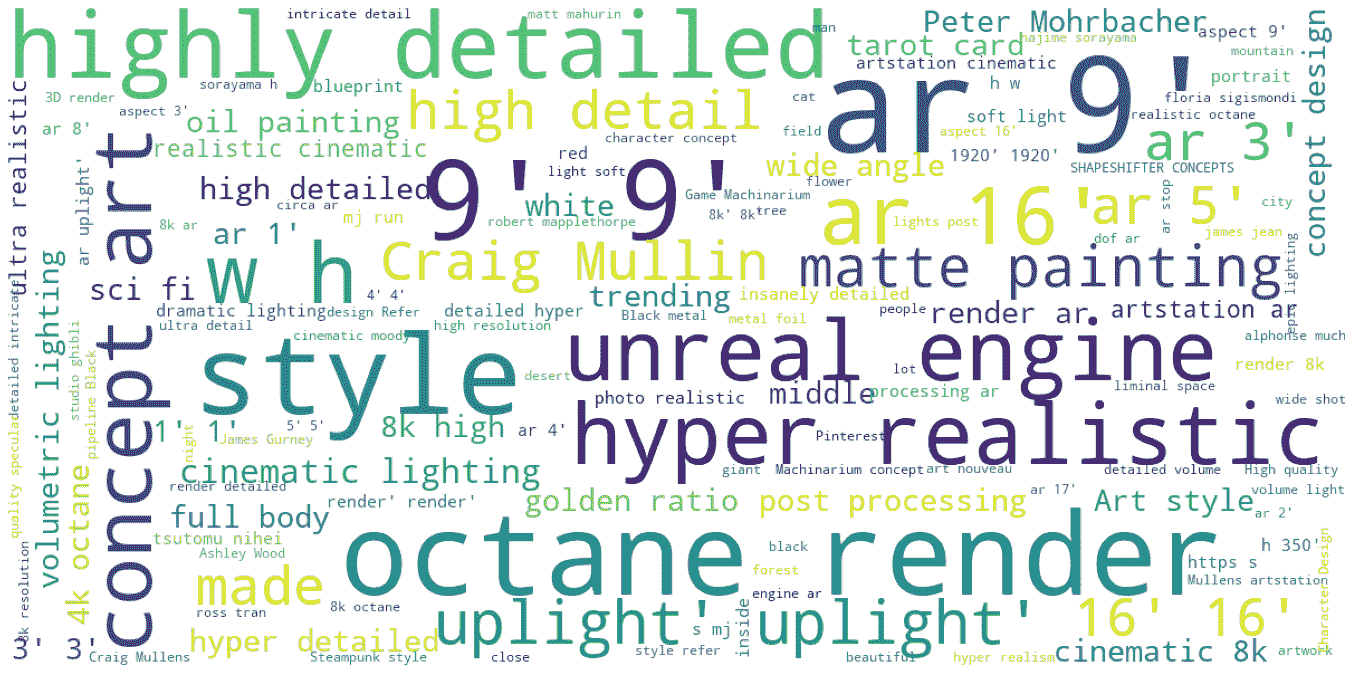 highly detailed
intricate detail
matt mahurin
man
Peter Mohrbacher
hajime sorayama
aspect 9'
concept design
tarot card
artstation cinematic
mountain
ultra realistic
sorayama h
blueprint
3D render
cat
ar 9'
h w
portrait
floria sigismondi
aspect 3'
oil painting
high detail
soft light
realistic octane
ar 8'
character concept
field
aspect 16'
ar 3'
concept art
realistic cinematic
red
wide angle
1920' 1920'
light soft
SHAPESHIFTER CONCEPTS
ar uplight'
high detailed
9' 9'
flower
Game Machinarium
circa ar
white
8k' 8k'
tree
ar 16'
ar 5'
ar stop
city
8k ar
mj run
robert mapplethorpe
lights post
ar 1'
dof ar
james jean
w h
Craig Mullin
matte painting
epic lighting
volumetric lighting
sci fi
4' 4'
trending
insanely detailed
dramatic lighting
design Refer
detailed hyper
Black metal
metal foil
people
render ar
artstation ar
ultra detail
high resolution
cinematic moody
unreal engine
alphonse much
detailed intricate
studio ghibli
pipeline Black
style
desert
lot
processing ar
render 8k
photo realistic
middle
liminal space
wide shot
1' 1'
5' 5'
8k high
ar 4'
hyper realistic
James Gurney
Pinterest
night
quality speculad
cinematic lighting
giant
Machinarium concept
art nouveau
detailed volume
High quality
4k octane
render detailed
render' render'
golden ratio
post processing
ar 17'
Art style
volume light
full body
ar 2'
tsutomu nihei
octane render
Ashley Wood
black
h 350'
8k resolution
made
forest
https s
Mullens artstation
Character Design
ross tran
8k octane
engine ar
uplight' uplight'
16' 16'
3' 3'
hyper detailed
s mj
inside
Craig Mullens
Steampunk style
close
style refer
beautiful
hyper realism
cinematic 8k
artwork